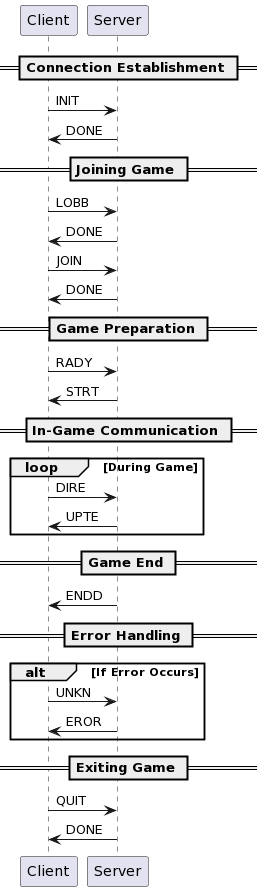 Client Server
Connection Establishment
INIT
DONE
Joining Game
LOBB
DONE
JOIN
DONE
Game Preparation
RADY
STRT
In-Game Communication
loop [During Game]
DIRE
UPTE
Game End
ENDD
Error Handling
alt [If Error Occurs]
UNKN
EROR
Exiting Game
QUIT
DONE
Client Server